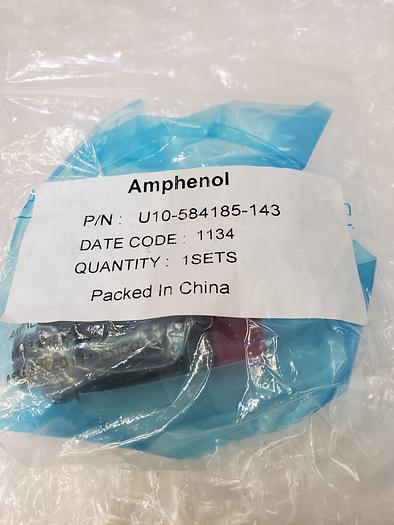 Amphenol
P/N : U10-584185-143
DATE CODE : 1134
QUANTITY : 1SETS
Packed In China